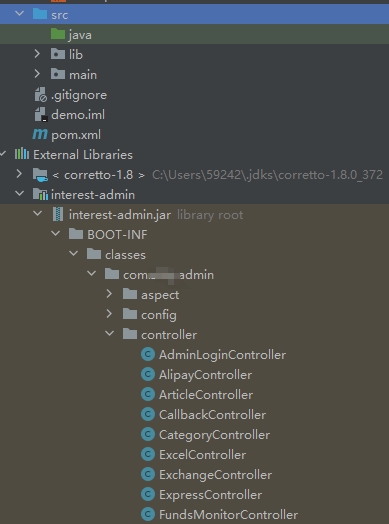 src
java
lib
main
.gitignore
demo.iml
pom.xml
External Libraries
< corretto-1.8 > C:\Users\59242\.jdks\corretto-1.8.0_372
interest-admin
interest-admin.jar library root
BOOT-INF
classes
com. admin
aspect
config
controller
AdminLoginController
AlipayController
ArticleController
CallbackController
CategoryController
ExcelController
ExchangeController
ExpressController
FundsMonitorController